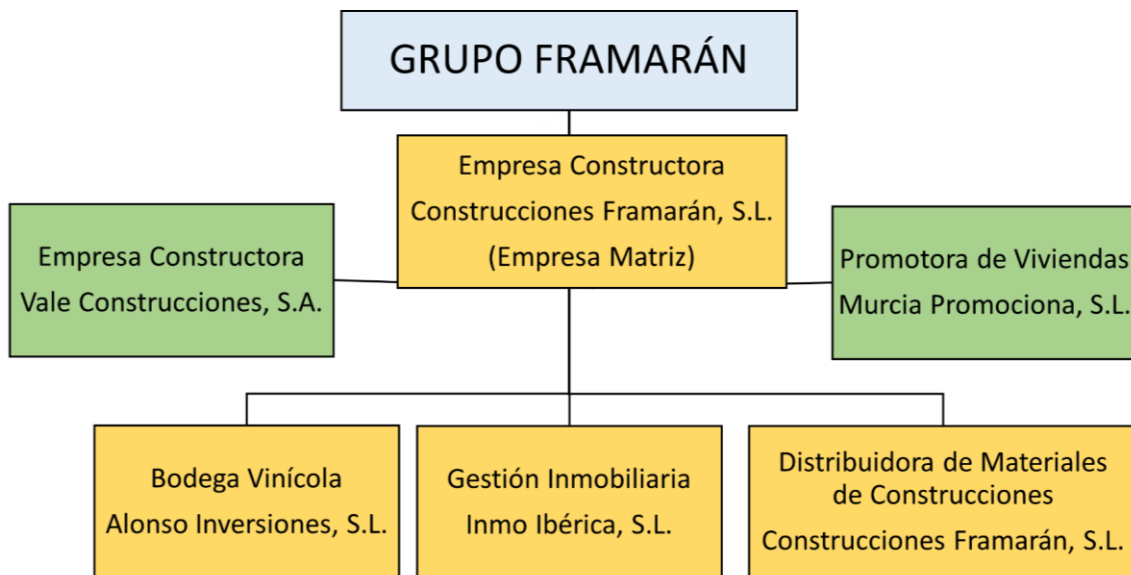 GRUPO FRAMARÁN
Empresa Constructora
Construcciones Framarán, S.L.
(Empresa Matriz)
Empresa Constructora
Vale Construcciones, S.A.
Promotora de Viviendas
Murcia Promociona, S.L.
Bodega Vinícola
Alonso Inversiones, S.L.
Gestión Inmobiliaria
Inmo Ibérica, S.L.
Distribuidora de Materiales
de Construcciones
Construcciones Framarán, S.L.